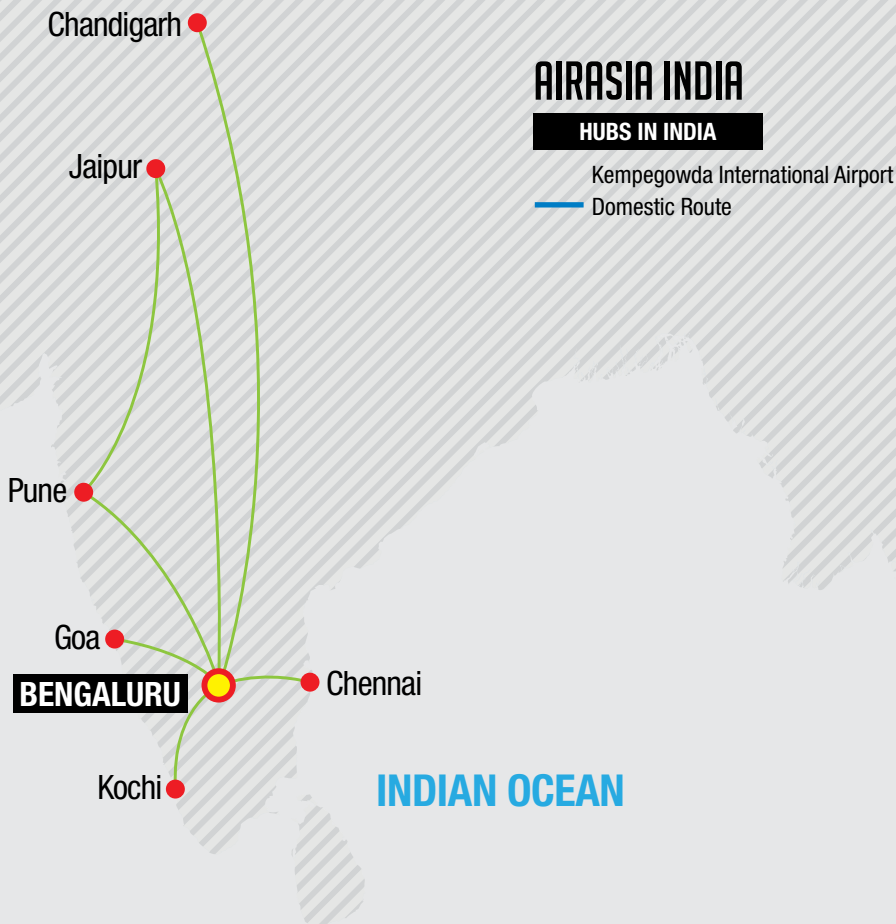 Chandigarh
AIRASIA INDIA
HUBS IN INDIA
Kempegowda International Airport
Domestic Route
Jaipur
Pune
Goa
BENGALURU
Chennai
Kochi
INDIAN OCEAN